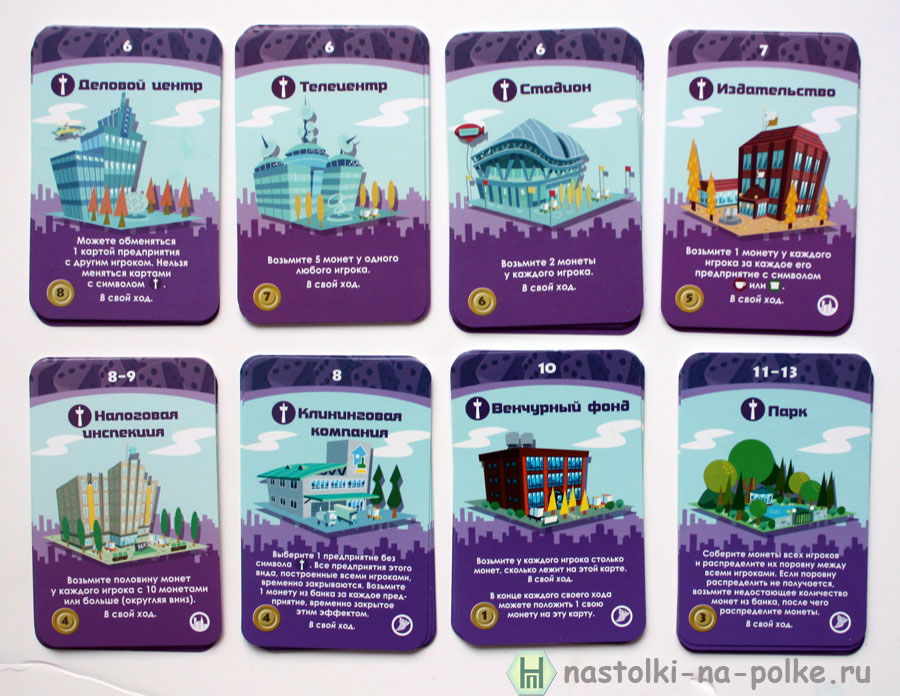 6
Деловой центр
Можете обменяться
1 картой предприятия
с другим игроком. Нельзя
меняться картами
с символом .
В свой ход.
8
6
Телецентр
Возьмите 5 монет у одного
любого игрока.
В свой ход.
7
6
Стадион
Возьмите 2 монеты
у каждого игрока.
В свой ход.
6
7
Издательство
Возьмите 1 монету у каждого
игрока за каждое его
предприятие с символом
или .
В свой ход.
5
8–9
Налоговая
инспекция
Возьмите половину монет
у каждого игрока с 10 монетами
или больше (округляя вниз).
В свой ход.
4
8
Клининговая
компания
Выберите 1 предприятие без
символа . Все предприятия этого
вида, построенные всеми игроками,
временно закрываются. Возьмите
1 монету из банка за каждое пред-
приятие, временно закрытое
этим эффектом.
В свой ход.
4
10
Венчурный фонд
Возьмите у каждого игрока столько
монет, сколько лежит на этой карте.
В свой ход.
В конце каждого своего хода
можете положить 1 свою
монету на эту карту.
1
11–13
Парк
Соберите монеты всех игроков
и распределите их поровну между
всеми игроками. Если поровну
распределить не получается,
возьмите недостающее количество
монет из банка, после чего
распределите монеты.
В свой ход.
3
nastolki-na-polke.ru